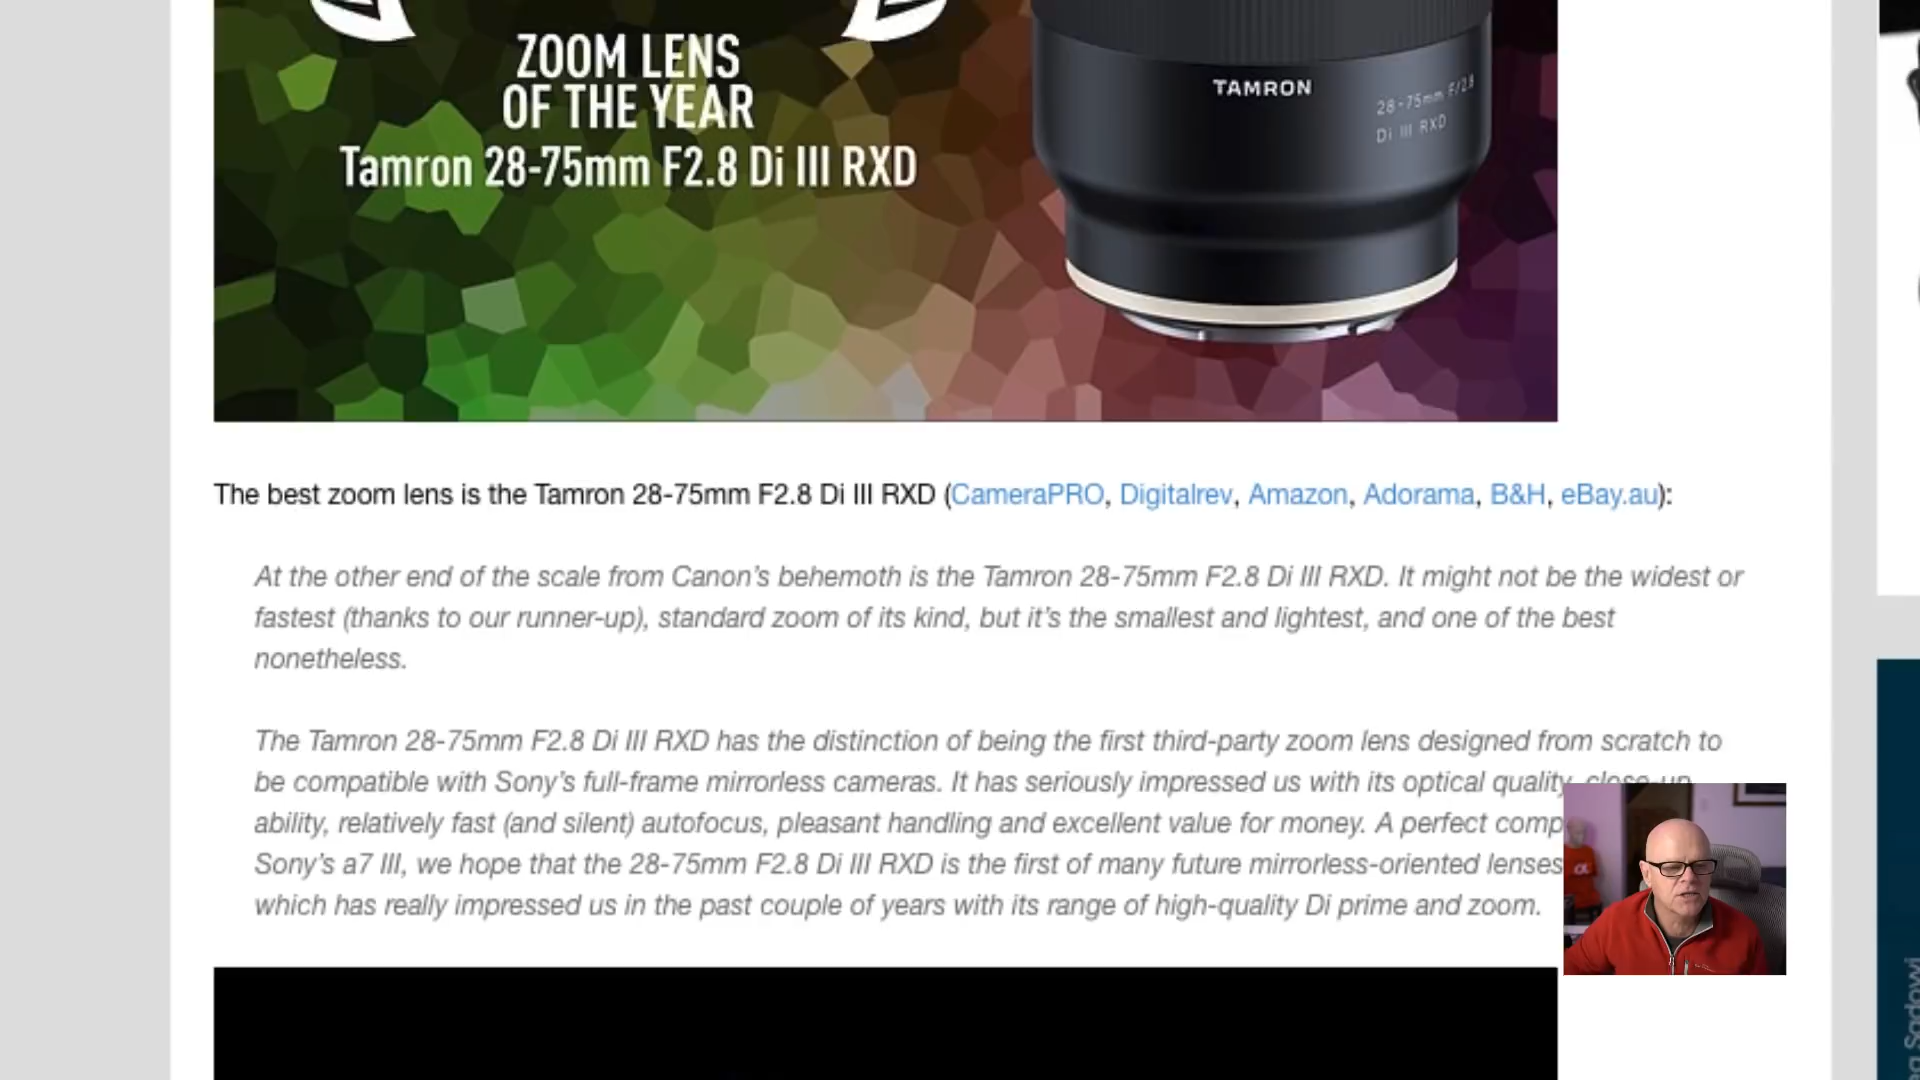 ZOOM LENS
OF THE YEAR
Tamron 28-75mm F2.8 Di III RXD
TAMRON
28-75mm F/2.8
Di III RXD
The best zoom lens is the Tamron 28-75mm F2.8 Di III RXD (CameraPRO, Digitalrev, Amazon, Adorama, B&H, eBay.au):
At the other end of the scale from Canon’s behemoth is the Tamron 28-75mm F2.8 Di III RXD. It might not be the widest or
fastest (thanks to our runner-up), standard zoom of its kind, but it’s the smallest and lightest, and one of the best
nonetheless.
The Tamron 28-75mm F2.8 Di III RXD has the distinction of being the first third-party zoom lens designed from scratch to
be compatible with Sony’s full-frame mirrorless cameras. It has seriously impressed us with its optical quality, close-up
ability, relatively fast (and silent) autofocus, pleasant handling and excellent value for money. A perfect comp
Sony’s a7 III, we hope that the 28-75mm F2.8 Di III RXD is the first of many future mirrorless-oriented lenses
which has really impressed us in the past couple of years with its range of high-quality Di prime and zoom.
α